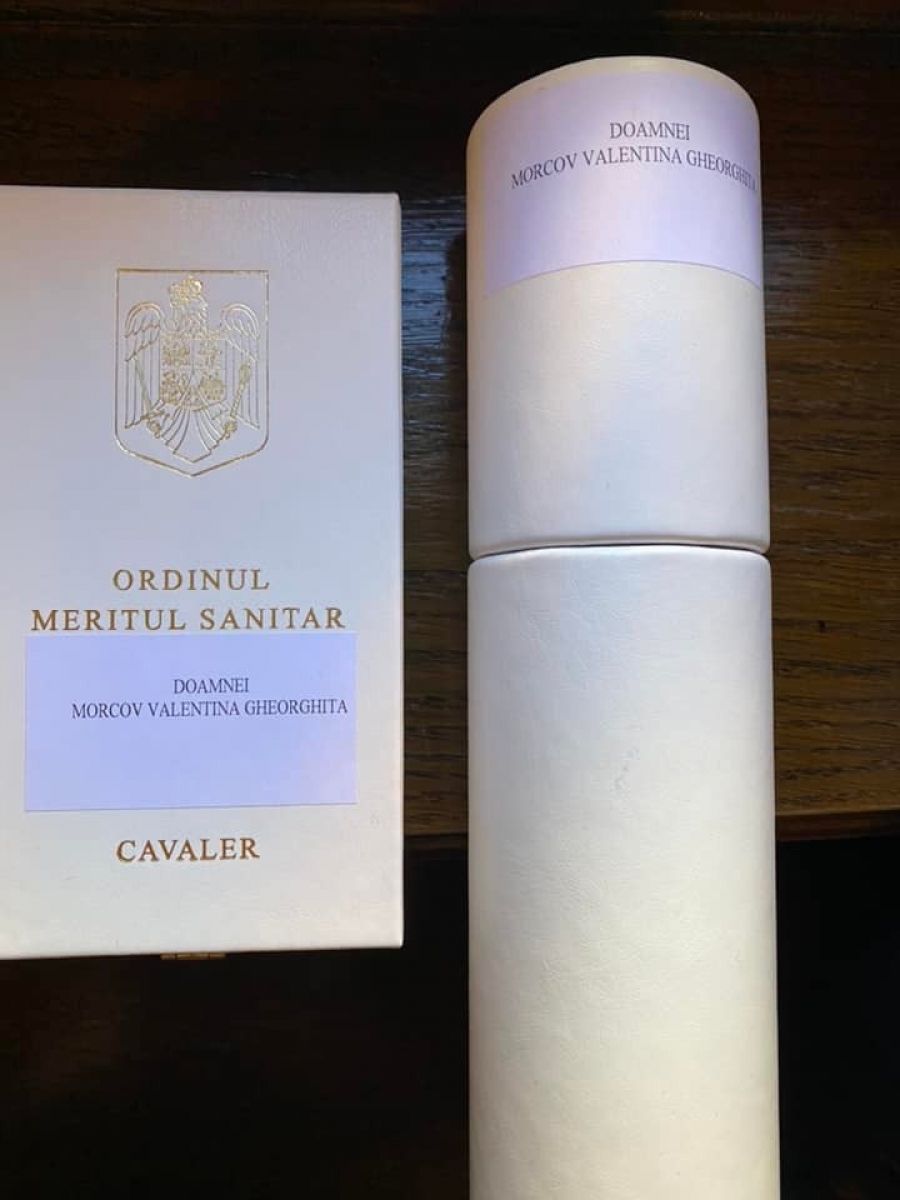 ORDINUL
MERITUL SANITAR
DOAMNEI
MORCOV VALENTINA GHEORGHITA
CAVALER
DOAMNEI
MORCOV VALENTINA GHEORGHITA